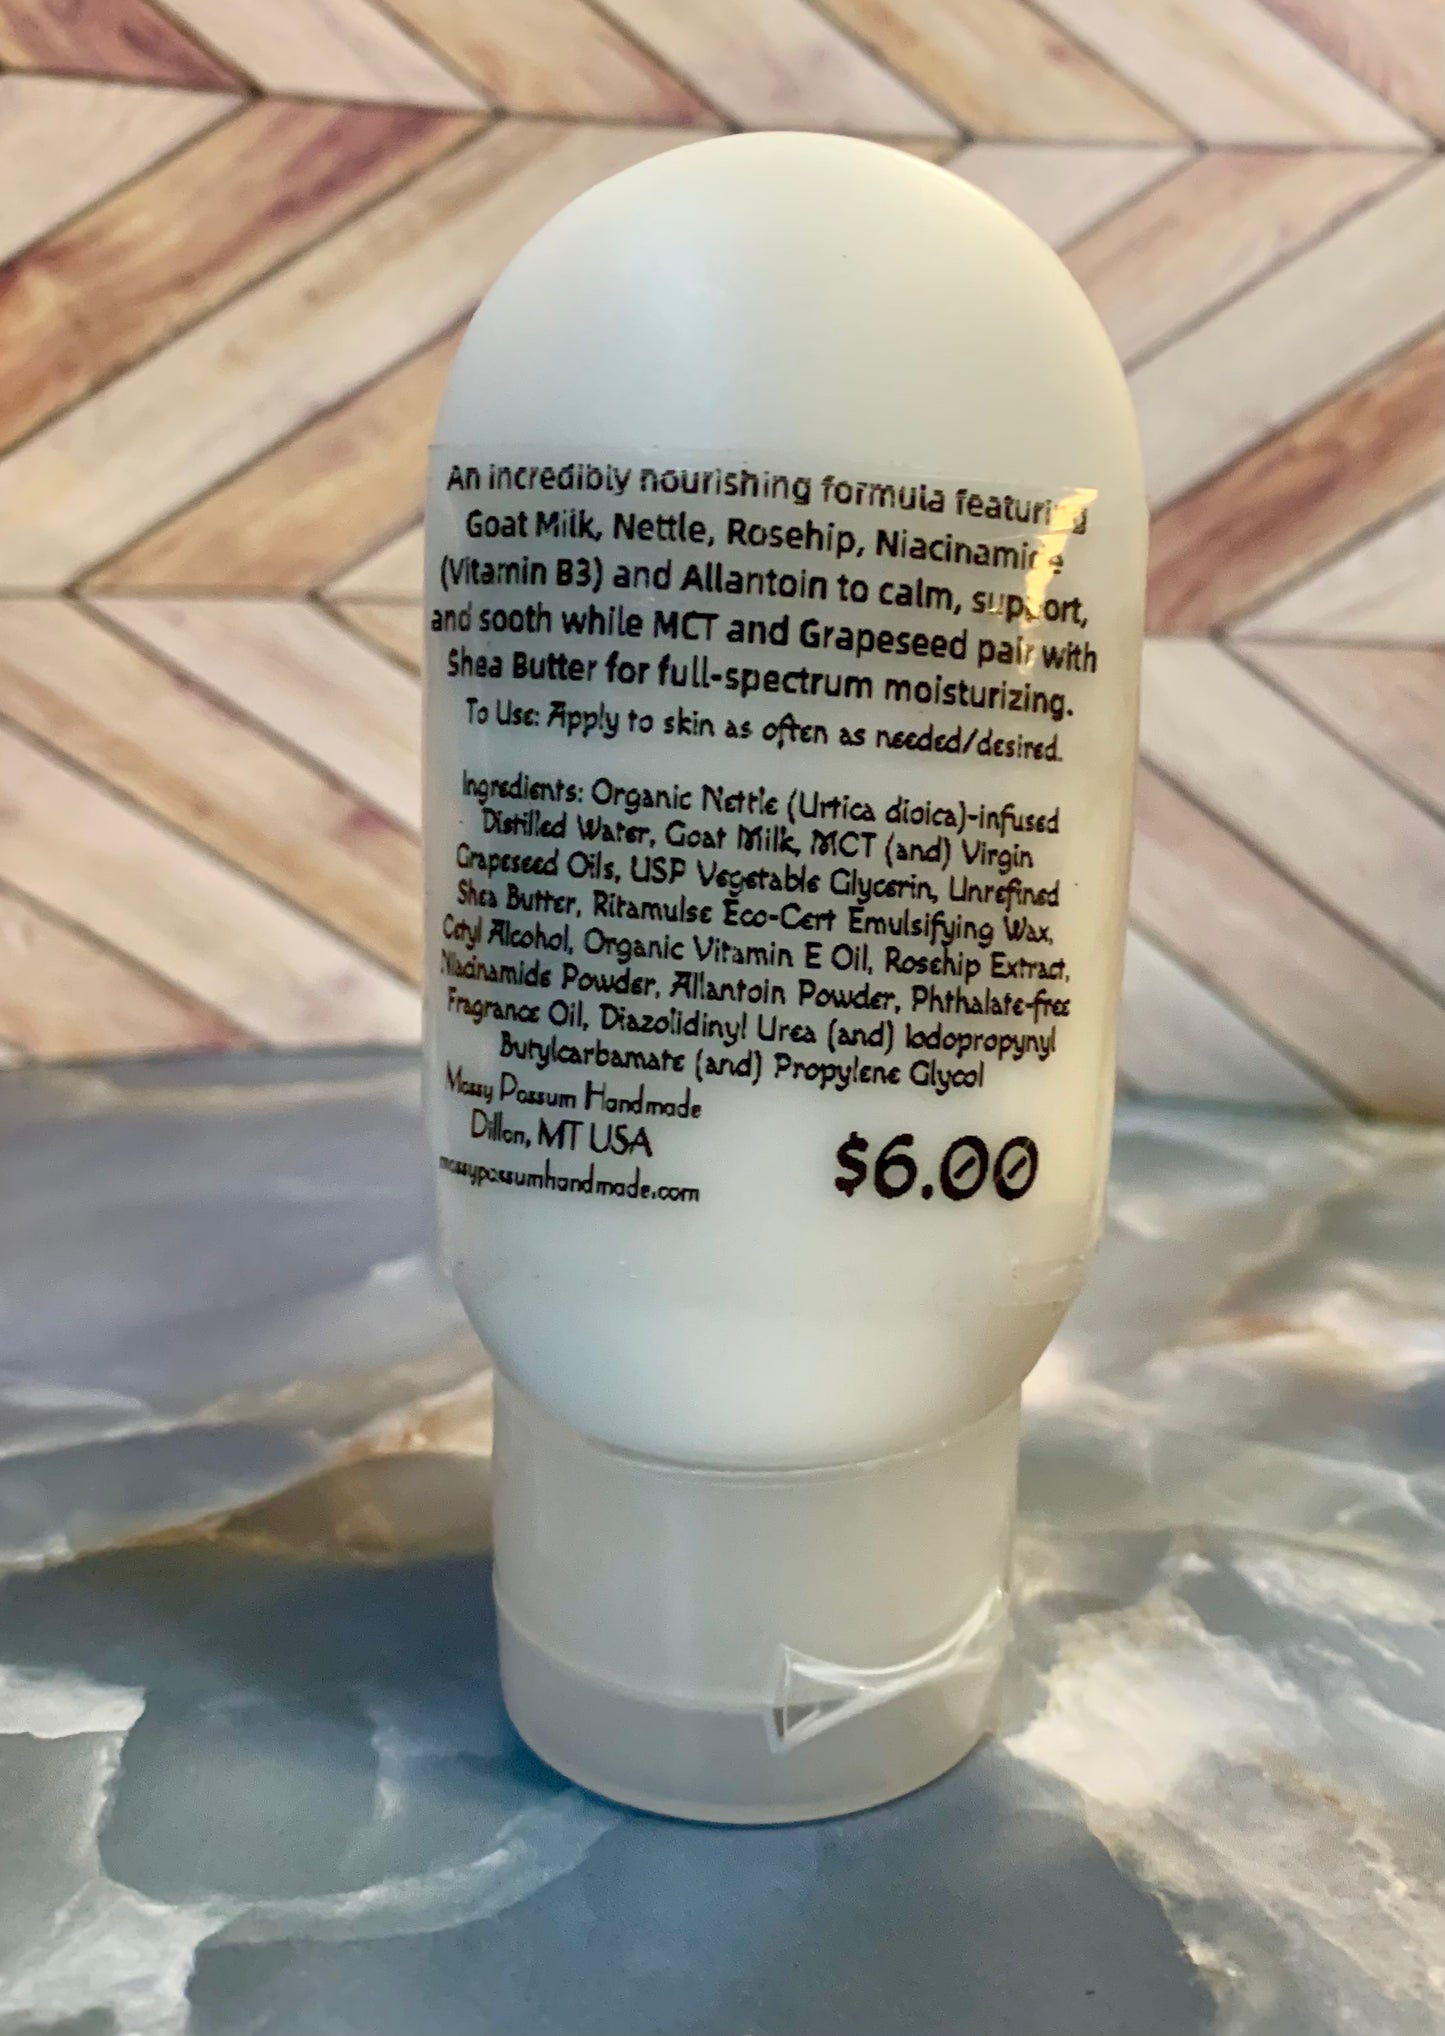 An incredibly nourishing formula featuring
Goat Milk, Nettle, Rosehip, Niacinamide
(Vitamin B3) and Allantoin to calm, support,
and sooth while MCT and Grapeseed pair with
Shea Butter for full-spectrum moisturizing.
To Use: Apply to skin as often as needed/desired.
Ingredients: Organic Nettle (Urtica dioica)-infused
Distilled Water, Goat Milk, MCT (and) Virgin
Grapeseed Oils, USP Vegetable Glycerin, Unrefined
Shea Butter, Ritamulse Eco-Cert Emulsifying Wax,
Cetyl Alcohol, Organic Vitamin E Oil, Rosehip Extract,
Niacinamide Powder, Allantoin Powder, Phthalate-free
Fragrance Oil, Diazolidinyl Urea (and) Iodopropynyl
Butylcarbamate (and) Propylene Glycol
Mossy Possum Handmade
Dillon, MT USA
mossypossumhandmade.com
$6.00